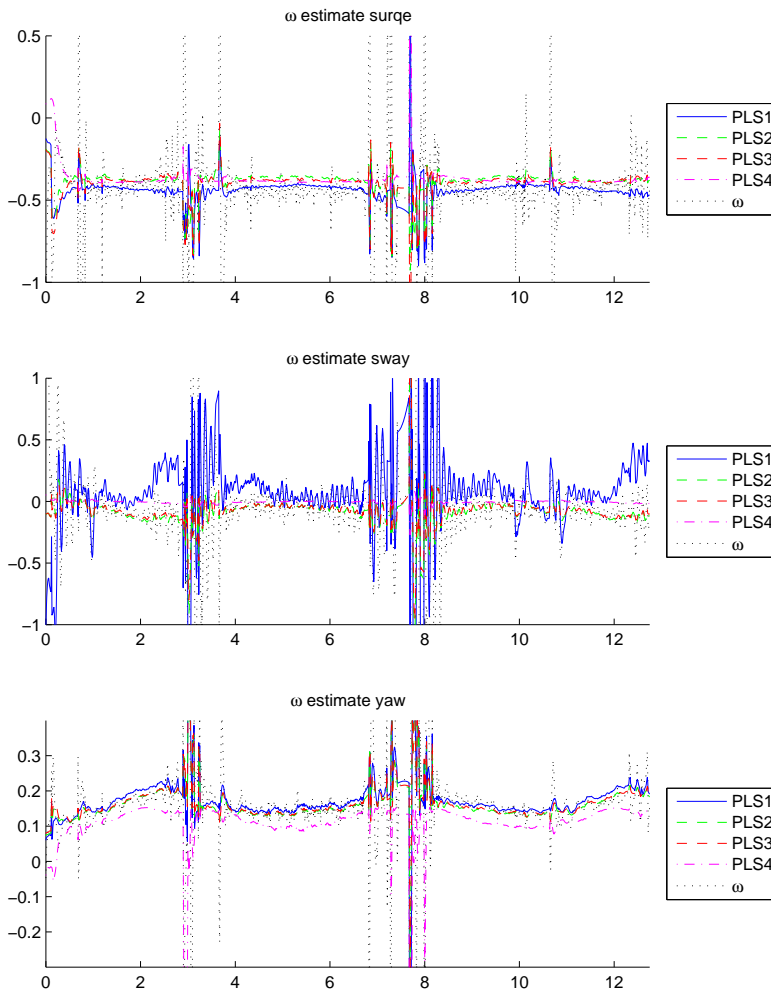 ω estimate surge
0.5
0
−0.5
−1
0 2 4 6 8 10 12
PLS1
PLS2
PLS3
PLS4
ω
ω estimate sway
1
0.5
0
−0.5
−1
0 2 4 6 8 10 12
PLS1
PLS2
PLS3
PLS4
ω
ω estimate yaw
0.3
0.2
0.1
0
−0.1
−0.2
0 2 4 6 8 10 12
PLS1
PLS2
PLS3
PLS4
ω